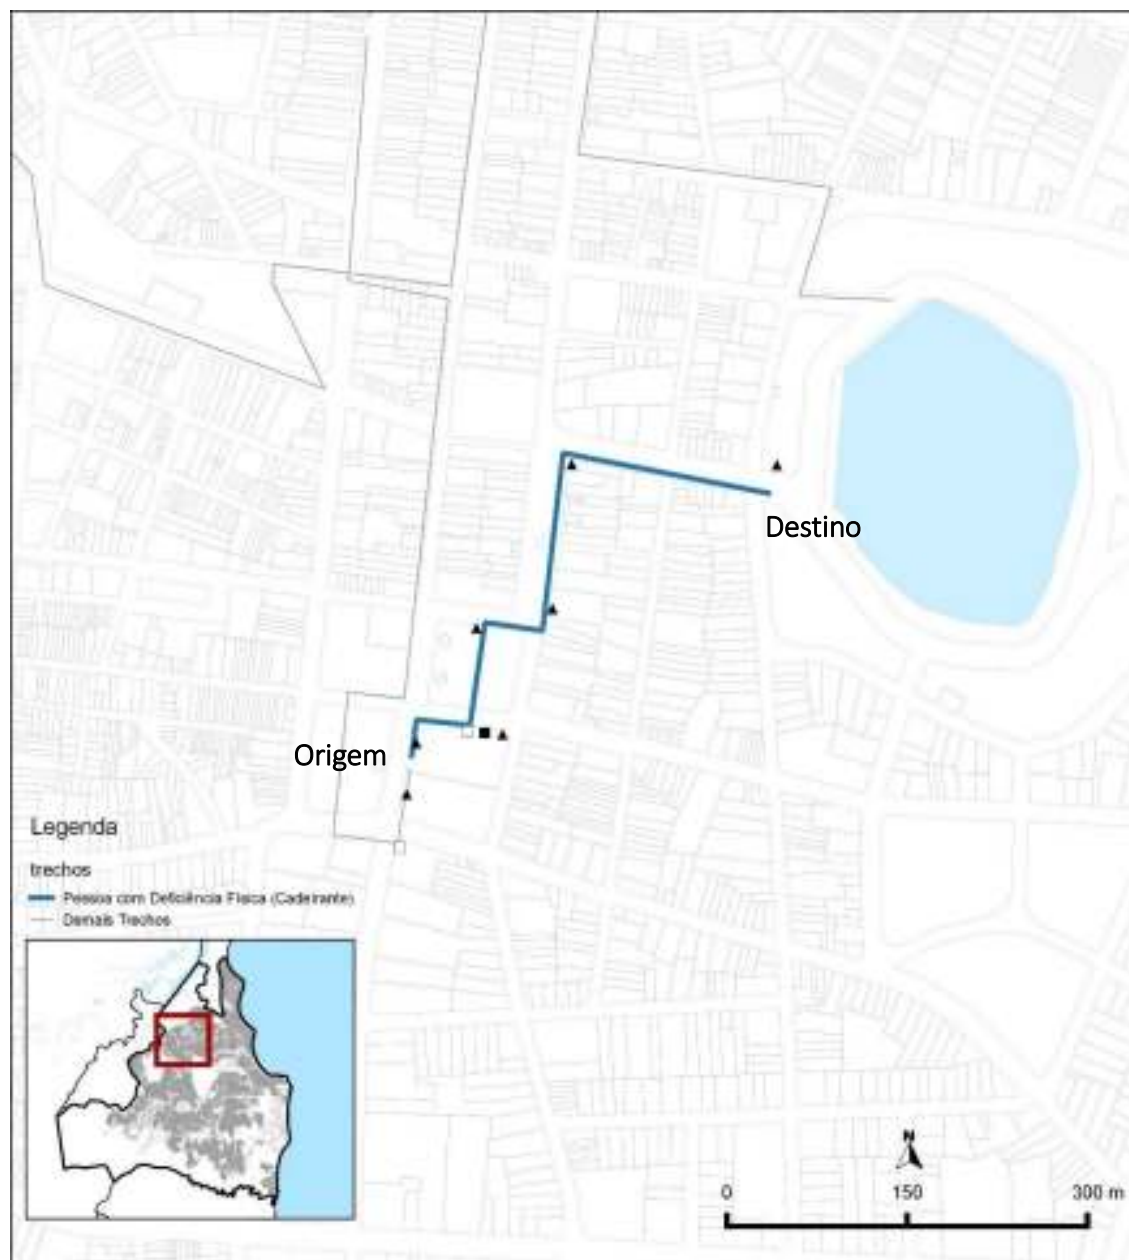 Destino
Origem
Legenda
trechos
Pessoa com Deficiência Física (Cadeirante)
Demais Trechos
N
0 150 300 m